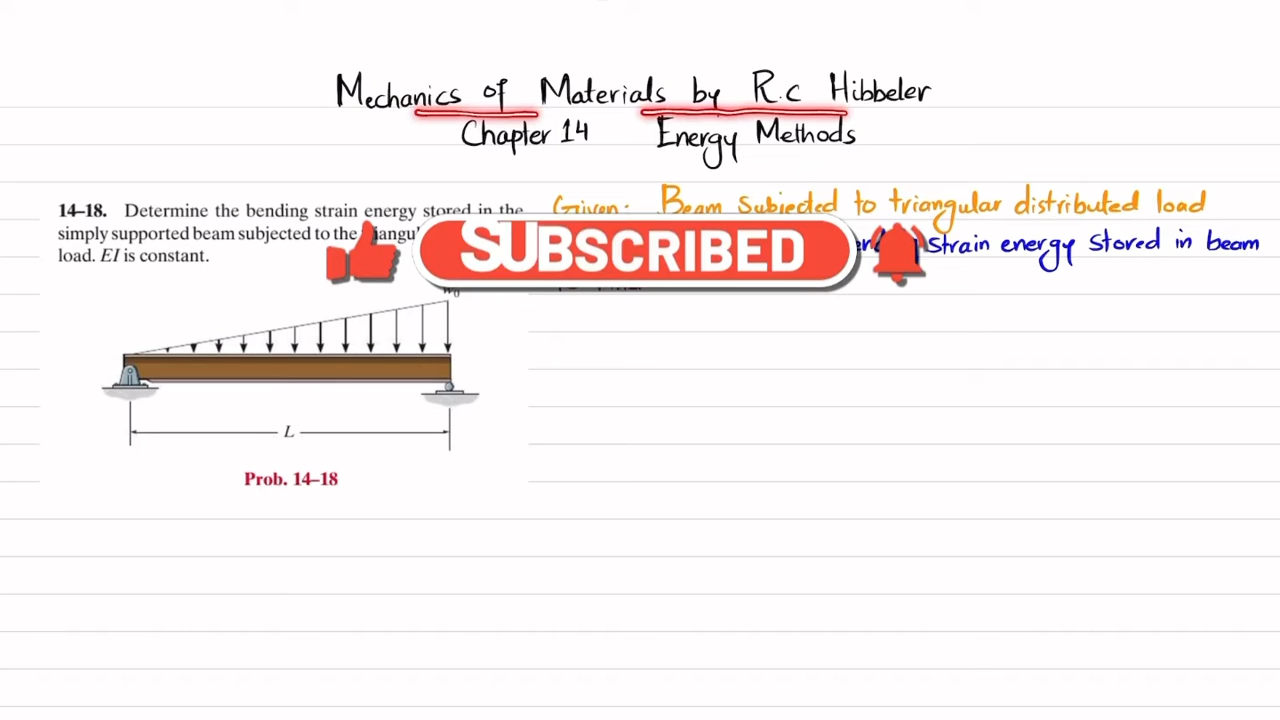 Mechanics of Materials by R.c Hibbeler
Chapter 14 Energy Methods
14–18. Determine the bending strain energy stored in the
simply supported beam subjected to the
load. EI is constant.
Given: Beam Subjected to triangular distributed load
strain energy stored in beam
SUBSCRIBED
L
Prob. 14–18